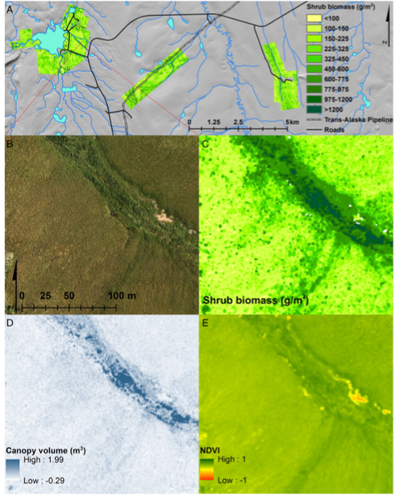 A
Shrub biomass (g/m²)
<100
100-150
150-225
225-325
325-450
450-600
600-775
775-975
975-1200
>1200
Trans-Alaska Pipeline
Roads
0 1.25 2.5 5km
B
0 25 50 100 m
C
Shrub biomass (g/m²)
D
Canopy volume (m³)
High : 1.99
Low : -0.29
E
NDVI
High : 1
Low : -1